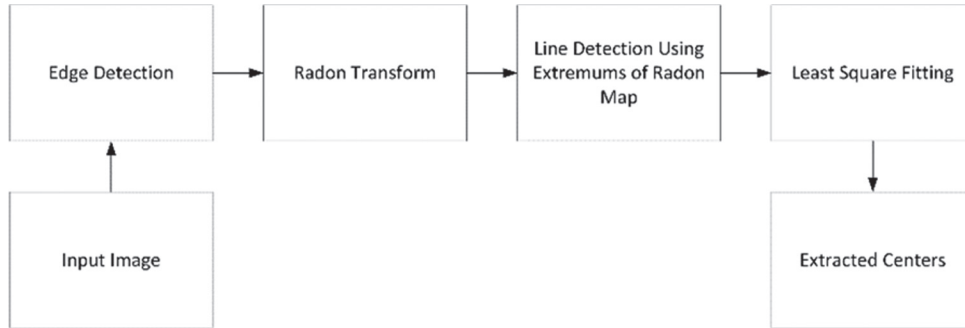 Edge Detection
Radon Transform
Line Detection Using
Extremums of Radon
Map
Least Square Fitting
Input Image
Extracted Centers